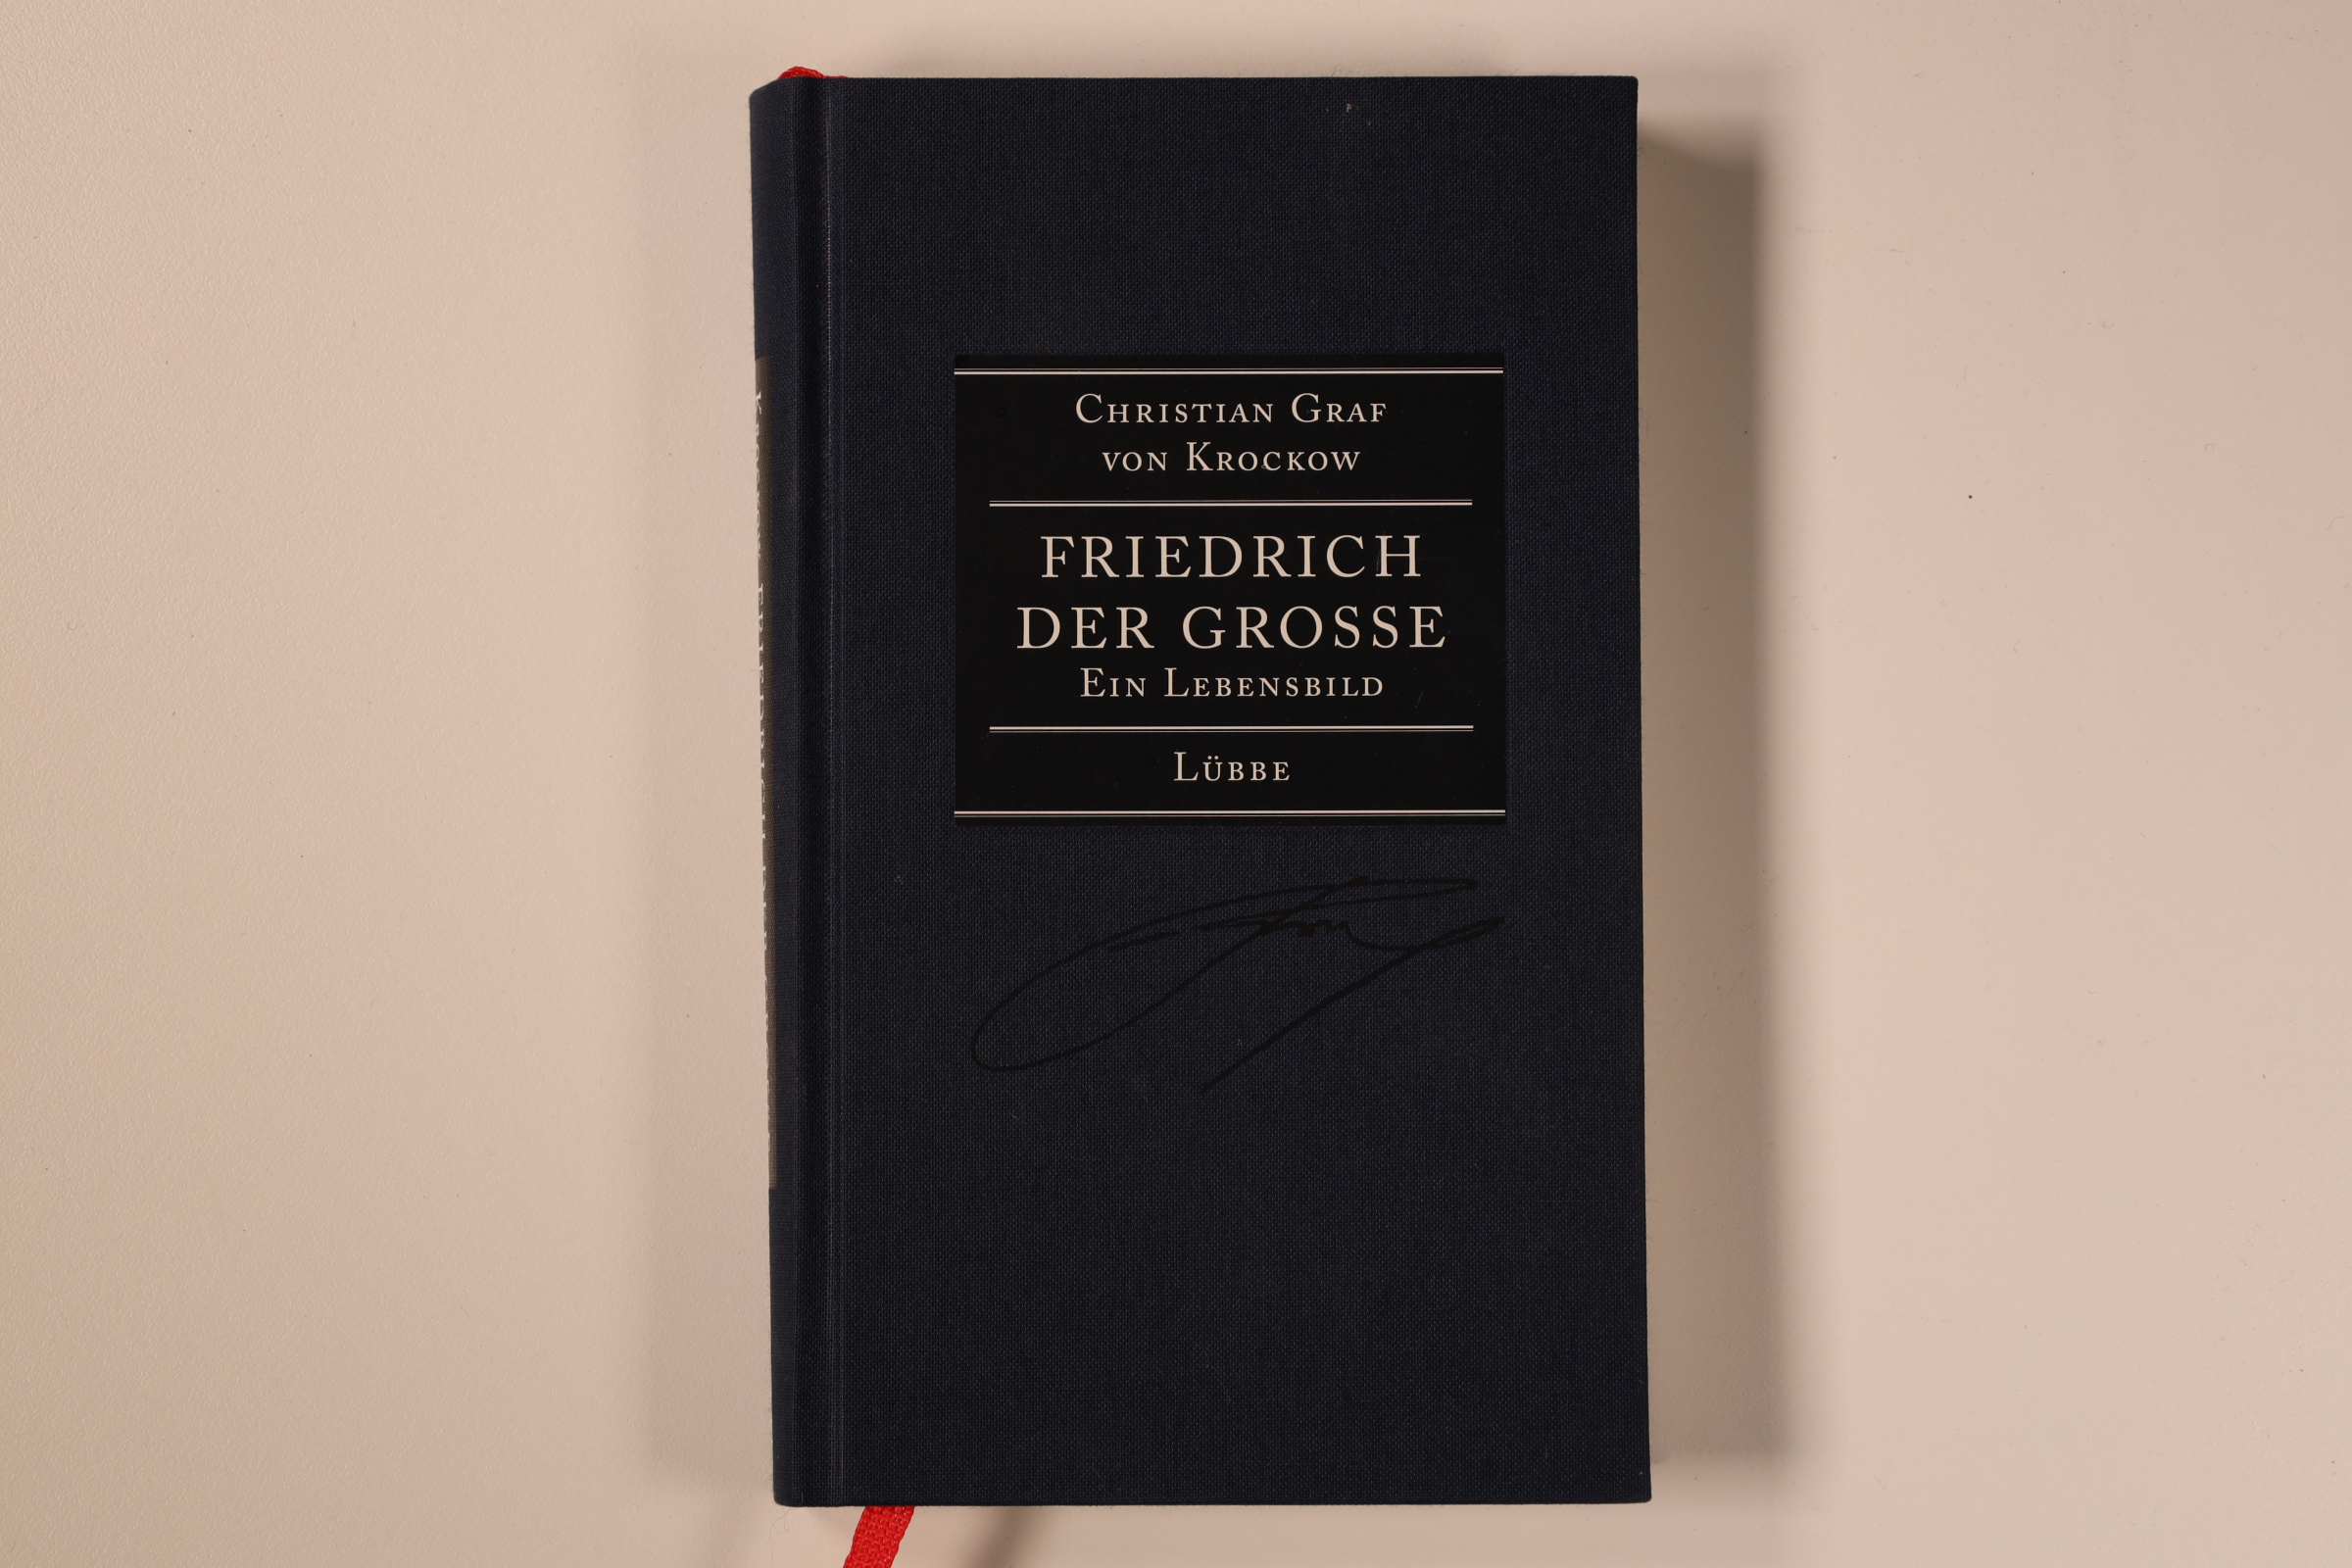 Christian Graf
von Krockow
FRIEDRICH
DER GROSSE
Ein Lebensbild
Lübbe